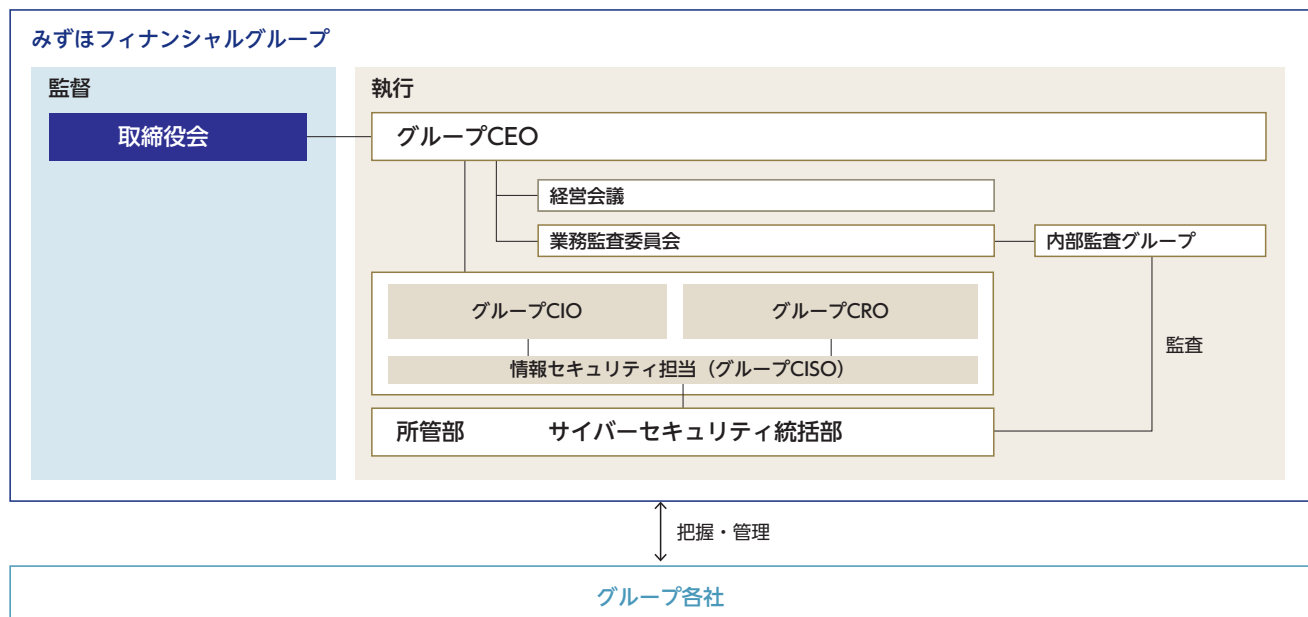 みずほフィナンシャルグループ
監督
執行
取締役会
グループCEO
経営会議
業務監査委員会
内部監査グループ
グループCIO
グループCRO
監査
情報セキュリティ担当（グループCISO）
所管部 サイバーセキュリティ統括部
把握・管理
グループ各社